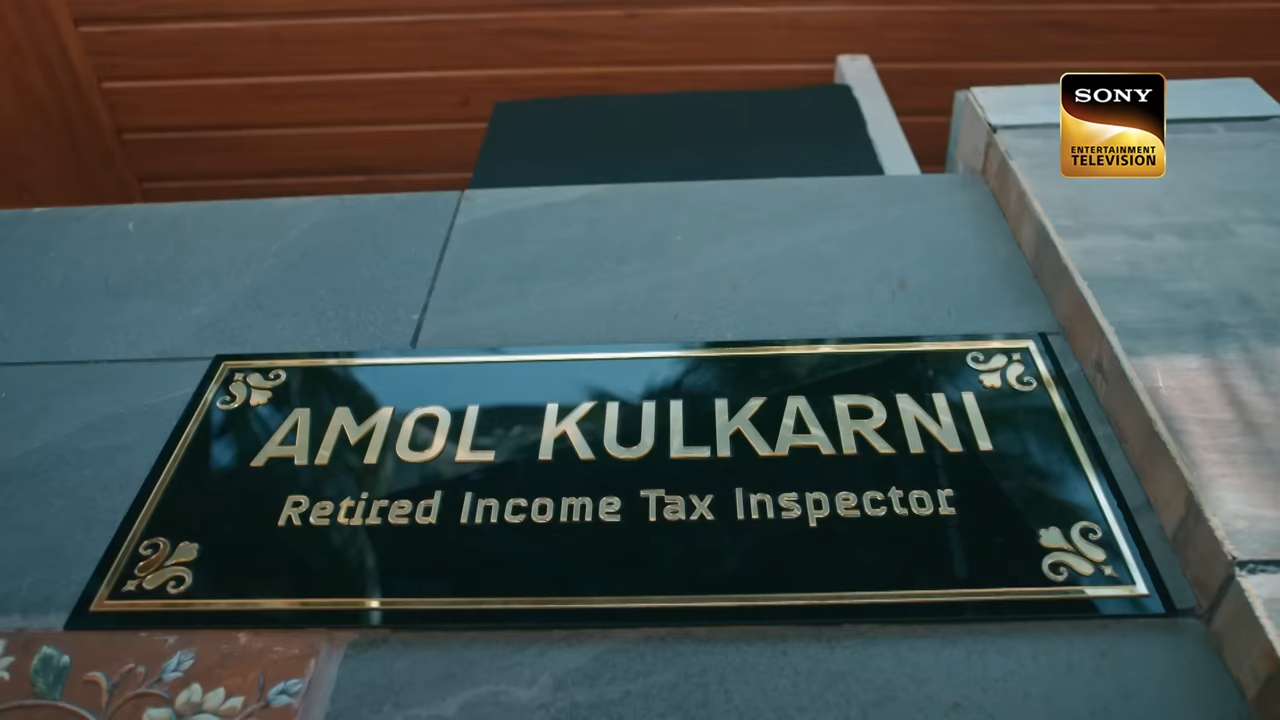 SONY
ENTERTAINMENT
TELEVISION
AMOL KULKARNI
Retired Income Tax Inspector